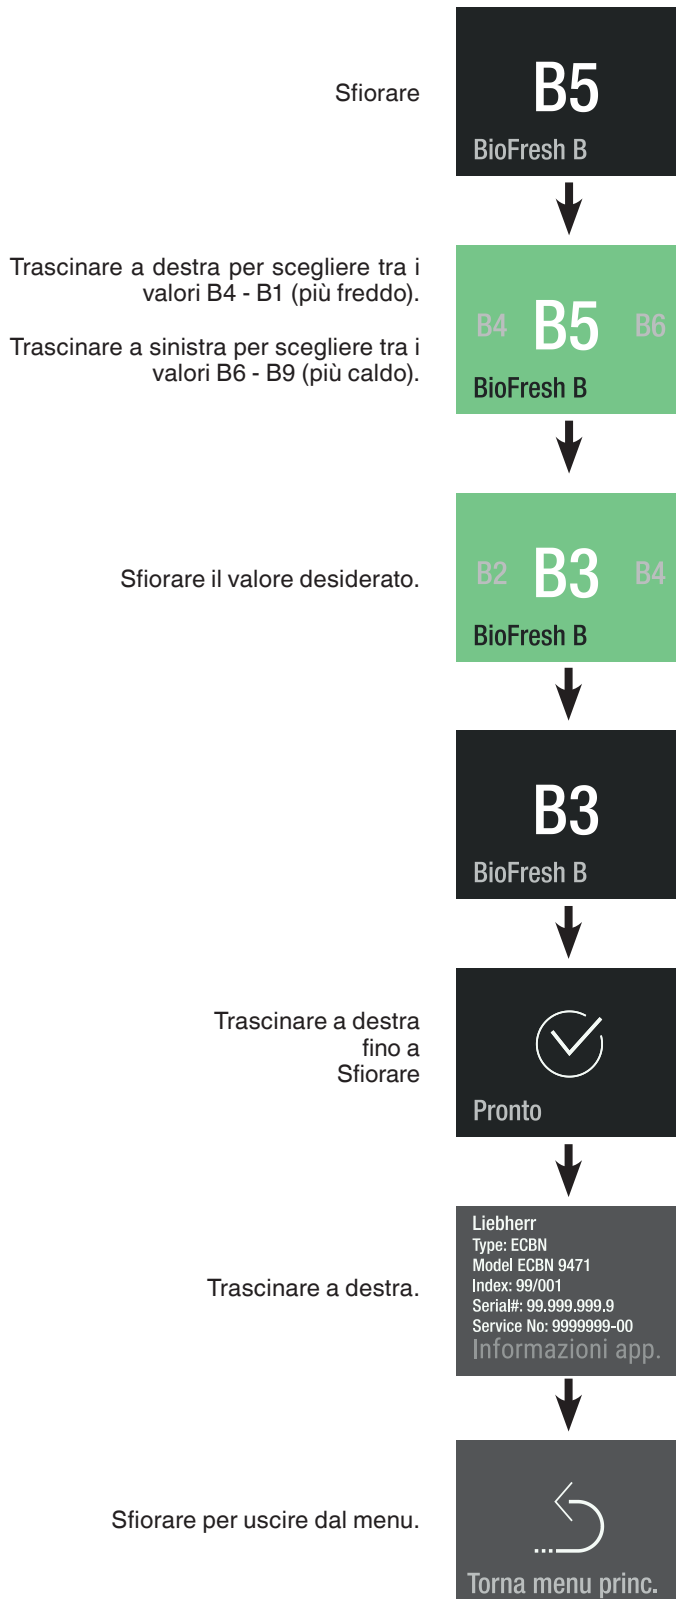 Sfiorare
B5
BioFresh B
Trascinare a destra per scegliere tra i
valori B4 - B1 (più freddo).
Trascinare a sinistra per scegliere tra i
valori B6 - B9 (più caldo).
B4 B5 B6
BioFresh B
Sfiorare il valore desiderato.
B2 B3 B4
BioFresh B
B3
BioFresh B
Trascinare a destra
fino a
Sfiorare
Pronto
Trascinare a destra.
Liebherr
Type: ECBN
Model ECBN 9471
Index: 99/001
Serial#: 99.999.999.9
Service No: 9999999-00
Informazioni app.
Sfiorare per uscire dal menu.
Torna menu princ.